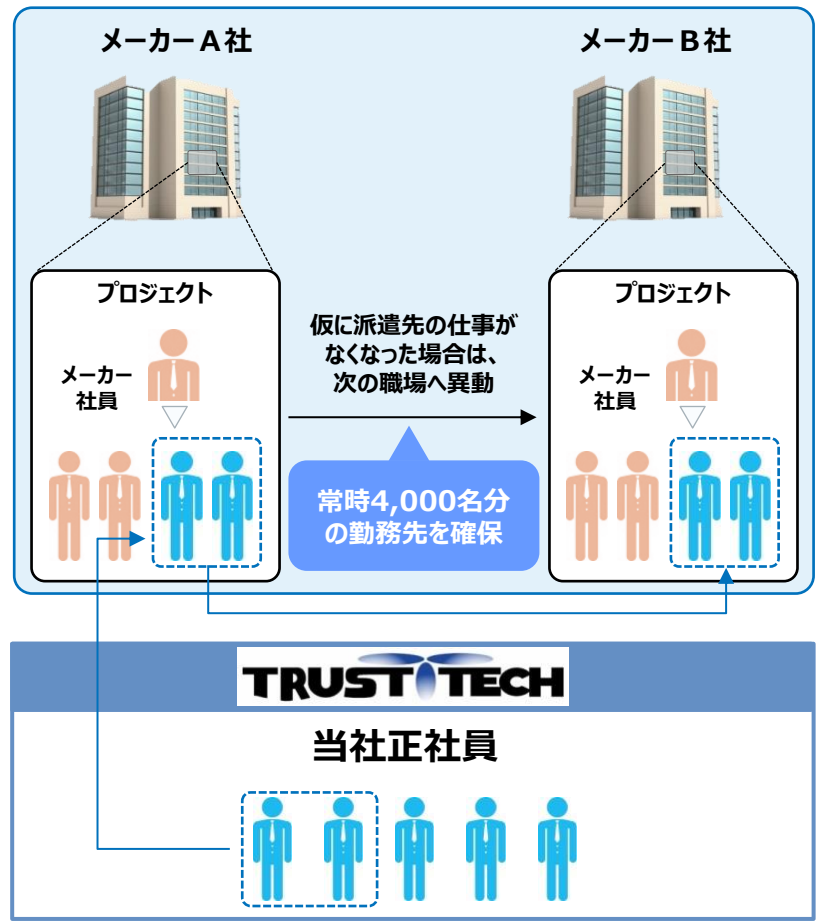 メーカーA社
メーカーB社
プロジェクト
メーカー
社員
仮に派遣先の仕事が
なくなった場合は、
次の職場へ異動
常時4,000名分
の勤務先を確保
プロジェクト
メーカー
社員
TRUST TECH
当社正社員